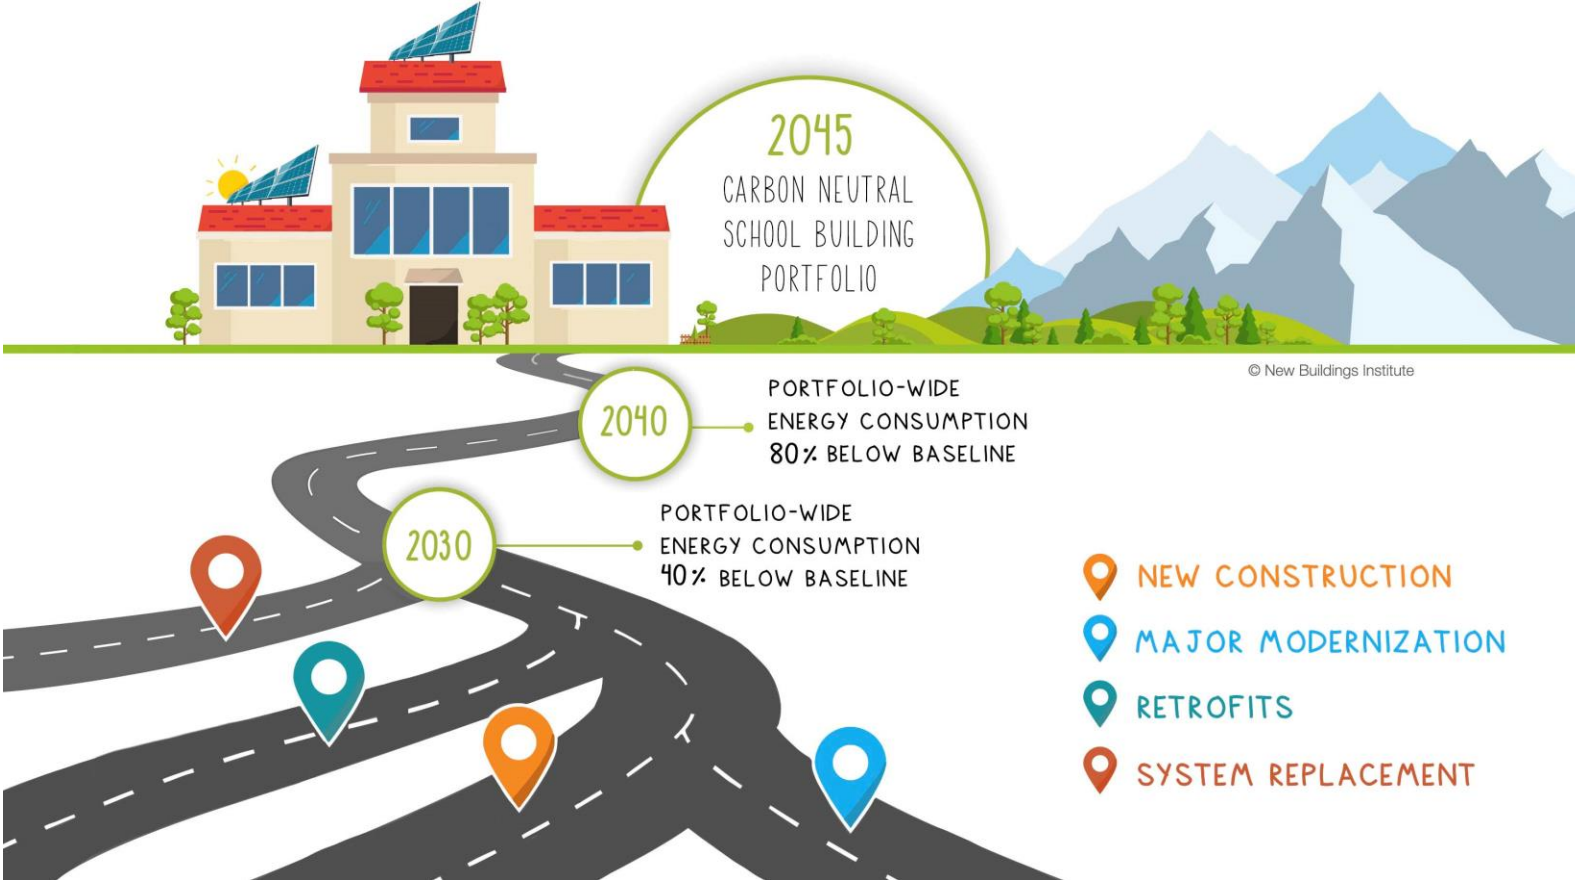 2045
CARBON NEUTRAL
SCHOOL BUILDING
PORTFOLIO
© New Buildings Institute
2040
PORTFOLIO-WIDE
ENERGY CONSUMPTION
80% BELOW BASELINE
2030
PORTFOLIO-WIDE
ENERGY CONSUMPTION
40% BELOW BASELINE
NEW CONSTRUCTION
MAJOR MODERNIZATION
RETROFITS
SYSTEM REPLACEMENT